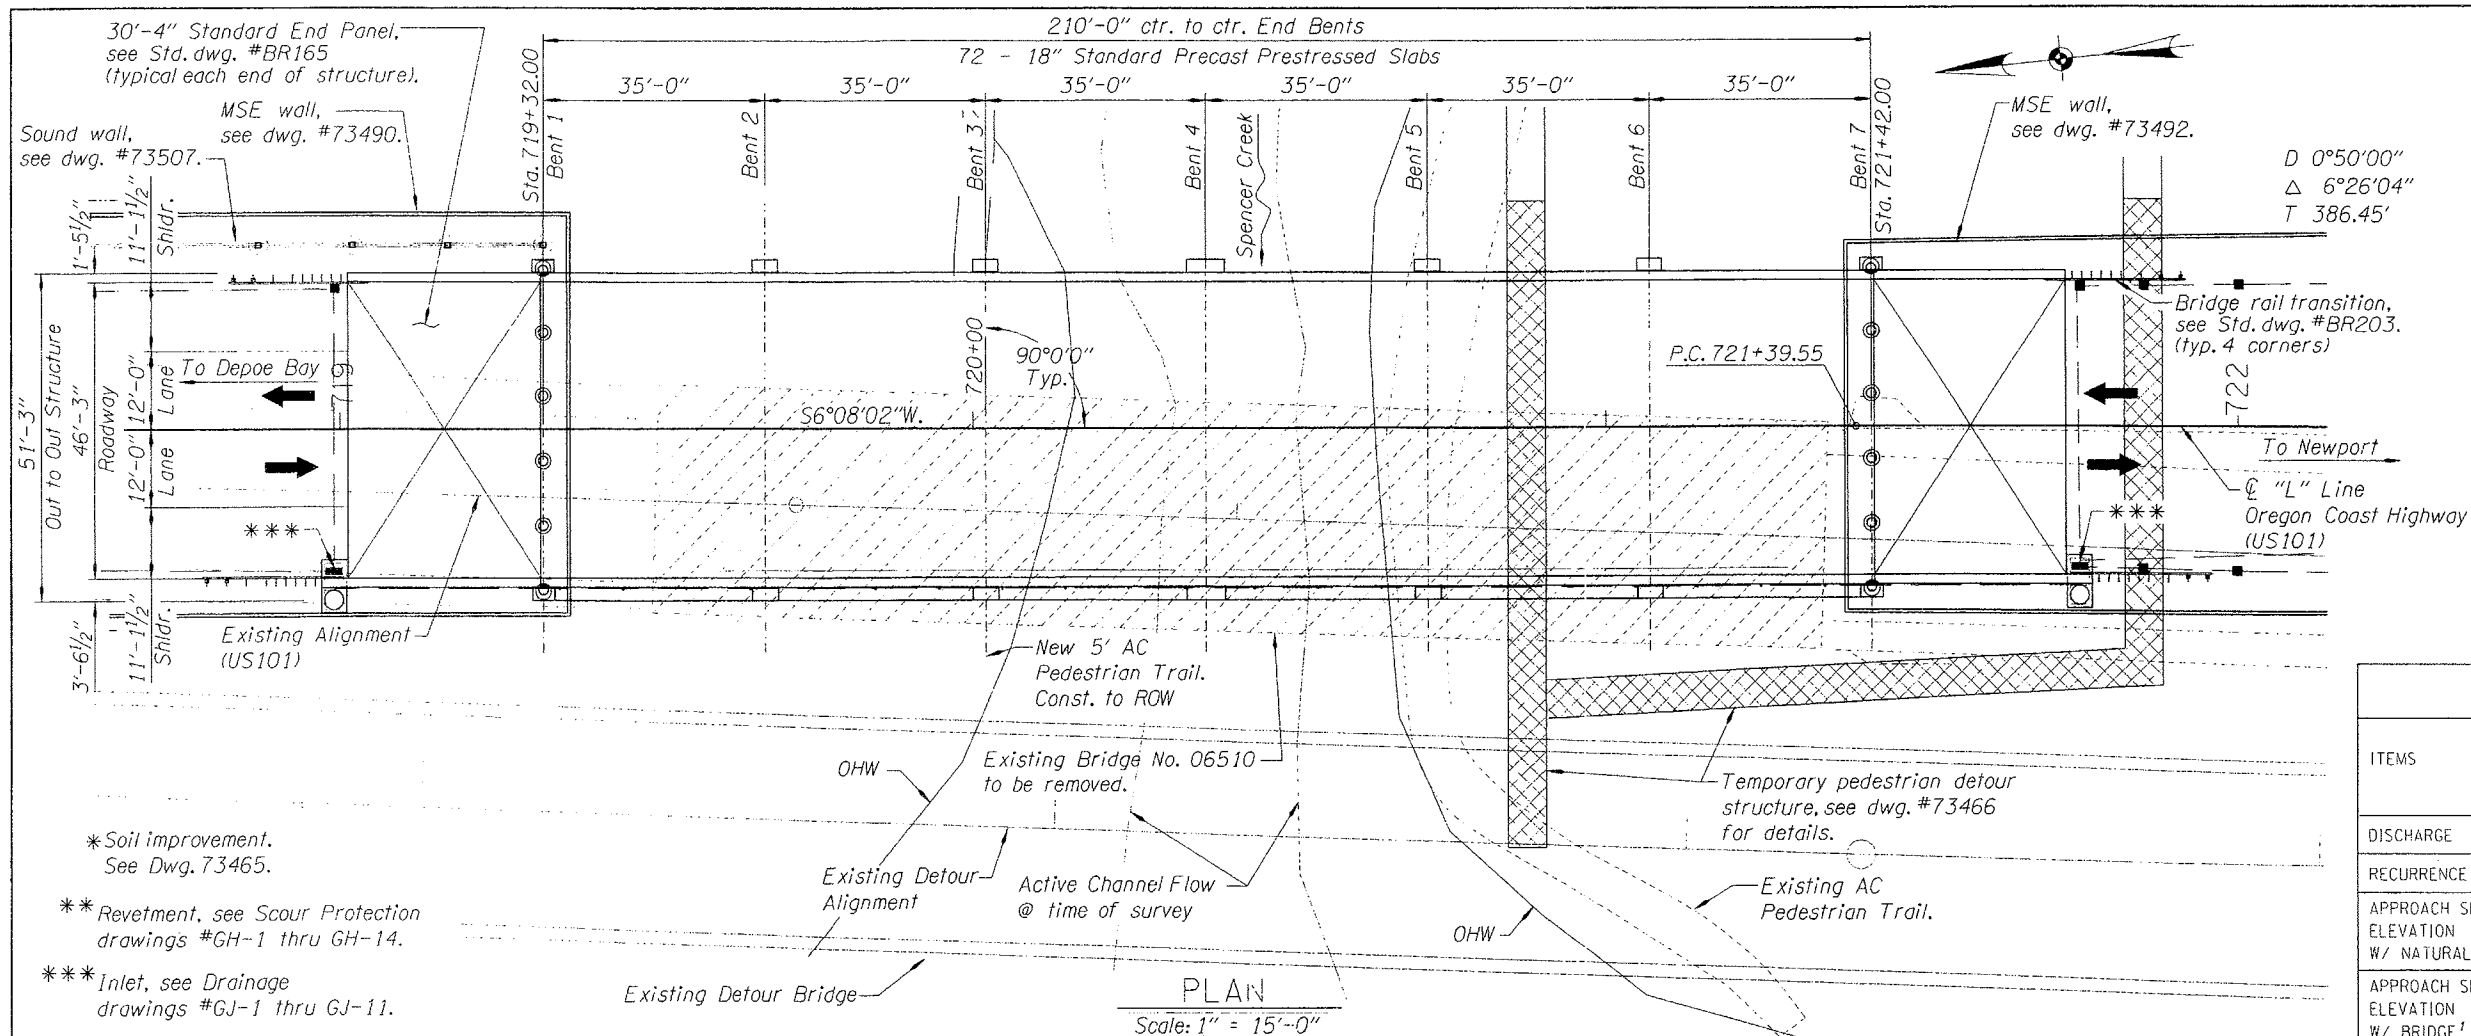 30'-4" Standard End Panel,
see Std. dwg. #BR165
(typical each end of structure).
MSE wall,
see dwg. #73490.
Sound wall,
see dwg. #73507.
210'-0" ctr. to ctr. End Bents
72 - 18" Standard Precast Prestressed Slabs
35'-0"
35'-0"
35'-0"
35'-0"
35'-0"
35'-0"
Sta. 719+32.00
Bent 1
Bent 2
Bent 3
Bent 4
Spencer Creek
Bent 5
Bent 6
Bent 7
Sta. 721+42.00
MSE wall,
see dwg. #73492.
D 0°50'00"
Δ 6°26'04"
T 386.45'
1'-5½"
11'-1½"
Shldr.
51'-3"
Out to Out Structure
46'-3"
Roadway
12'-0"
Lane
12'-0"
Lane
3'-6½"
11'-1½"
Shldr.
To Depoe Bay
719
***
Existing Alignment
(US101)
720+00
90°0'0"
Typ.
S6°08'02"W.
P.C. 721+39.55
Bridge rail transition,
see Std. dwg. #BR203.
(typ. 4 corners)
722
To Newport
℄ "L" Line
Oregon Coast Highway
(US101)
***
New 5' AC
Pedestrian Trail.
Const. to ROW
OHW
Existing Bridge No. 06510
to be removed.
Temporary pedestrian detour
structure, see dwg. #73466
for details.
Existing Detour
Alignment
Active Channel Flow
@ time of survey
Existing AC
Pedestrian Trail.
OHW
Existing Detour Bridge
* Soil improvement.
See Dwg. 73465.
** Revetment, see Scour Protection
drawings #GH-1 thru GH-14.
*** Inlet, see Drainage
drawings #GJ-1 thru GJ-11.
PLAN
Scale: 1" = 15'-0"
ITEMS
DISCHARGE
RECURRENCE
APPROACH S
ELEVATION
W/ NATURAL
APPROACH S
ELEVATION
W/ BRIDGE¹